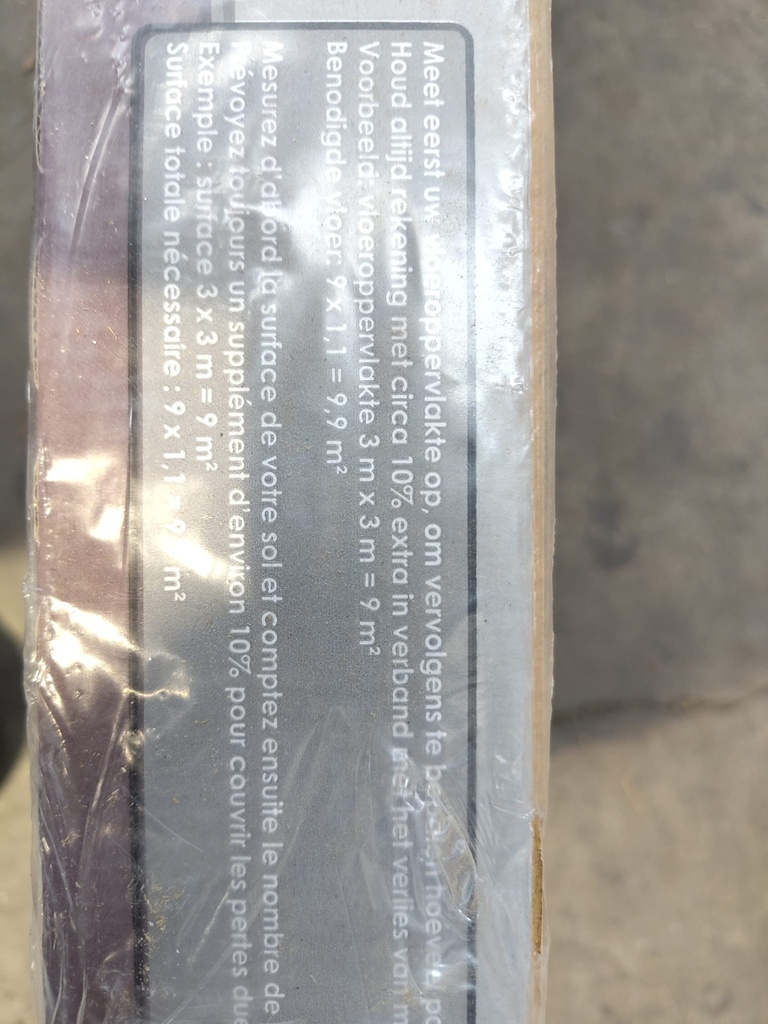 Meet eerst uw vloeroppervlakte op, om vervolgens te
Houd altijd rekening met circa 10% extra in verband met het verlies van
Voorbeeld: vloeroppervlakte 3 m x 3 m = 9 m²
Benodigde vloer: 9 x 1,1 = 9,9 m²
Mesurez d'abord la surface de votre sol et comptez ensuite le nombre de
Prévoyez toujours un supplément d'environ 10% pour couvrir les pertes
Exemple : surface 3 x 3 m = 9 m²
Surface totale nécessaire : 9 x 1,1 = m²